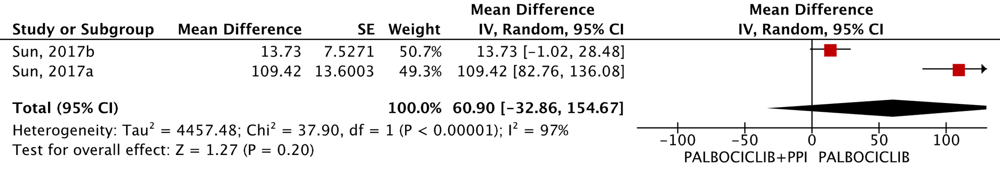 Mean Difference Mean Difference
Study or Subgroup Mean Difference SE Weight IV, Random, 95% CI IV, Random, 95% CI
Sun, 2017b 13.73 7.5271 50.7% 13.73 [−1.02, 28.48]
Sun, 2017a 109.42 13.6003 49.3% 109.42 [82.76, 136.08]
Total (95% CI) 100.0% 60.90 [−32.86, 154.67]
Heterogeneity: Tau² = 4457.48; Chi² = 37.90, df = 1 (P < 0.00001); I² = 97%
Test for overall effect: Z = 1.27 (P = 0.20)
−100 −50 0 50 100
PALBOCICLIB+PPI PALBOCICLIB